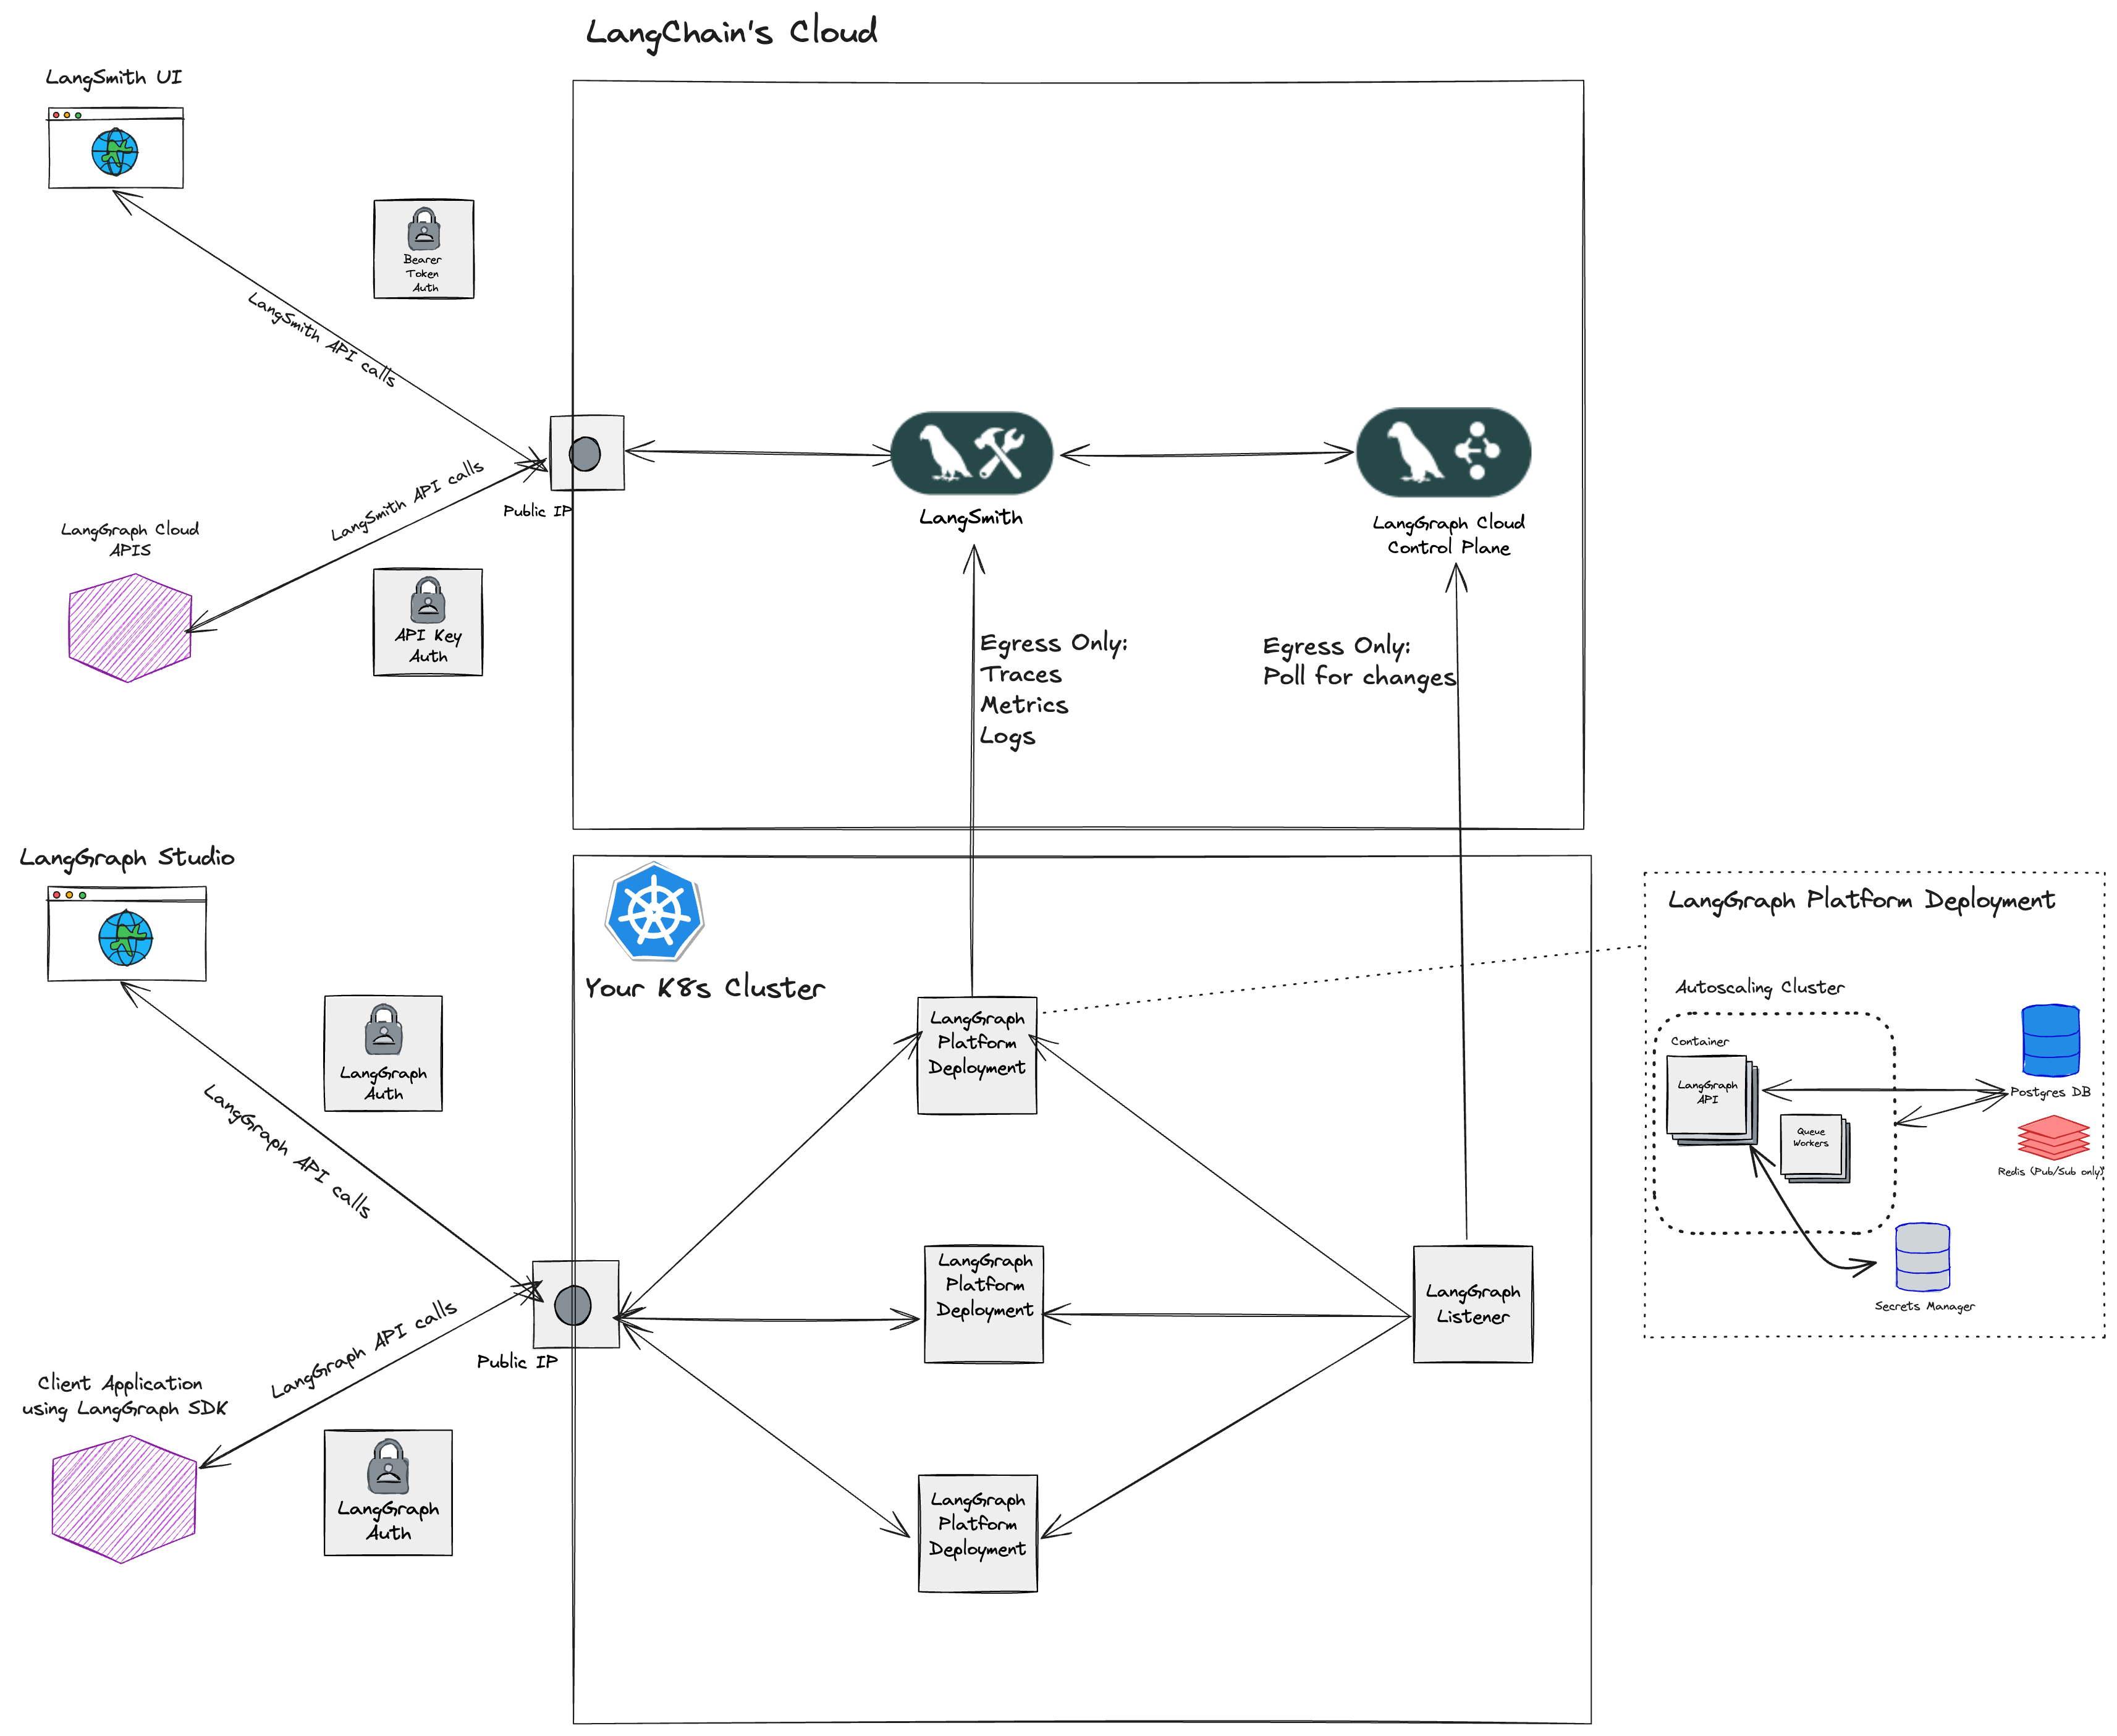 LangChain's Cloud
LangSmith UI
Bearer
Token
Auth
LangSmith API calls
LangSmith API calls
Public IP
LangGraph Cloud
APIS
API Key
Auth
LangSmith
LangGraph Cloud
Control Plane
Egress Only:
Traces
Metrics
Logs
Egress Only:
Poll for changes
LangGraph Studio
LangGraph
Auth
LangGraph API calls
LangGraph API calls
Public IP
Client Application
using LangGraph SDK
LangGraph
Auth
Your K8s Cluster
LangGraph
Platform
Deployment
LangGraph
Platform
Deployment
LangGraph
Platform
Deployment
LangGraph
Listener
LangGraph Platform Deployment
Autoscaling Cluster
Container
LangGraph
API
Queue
Workers
Postgres DB
Redis (Pub/Sub only)
Secrets Manager